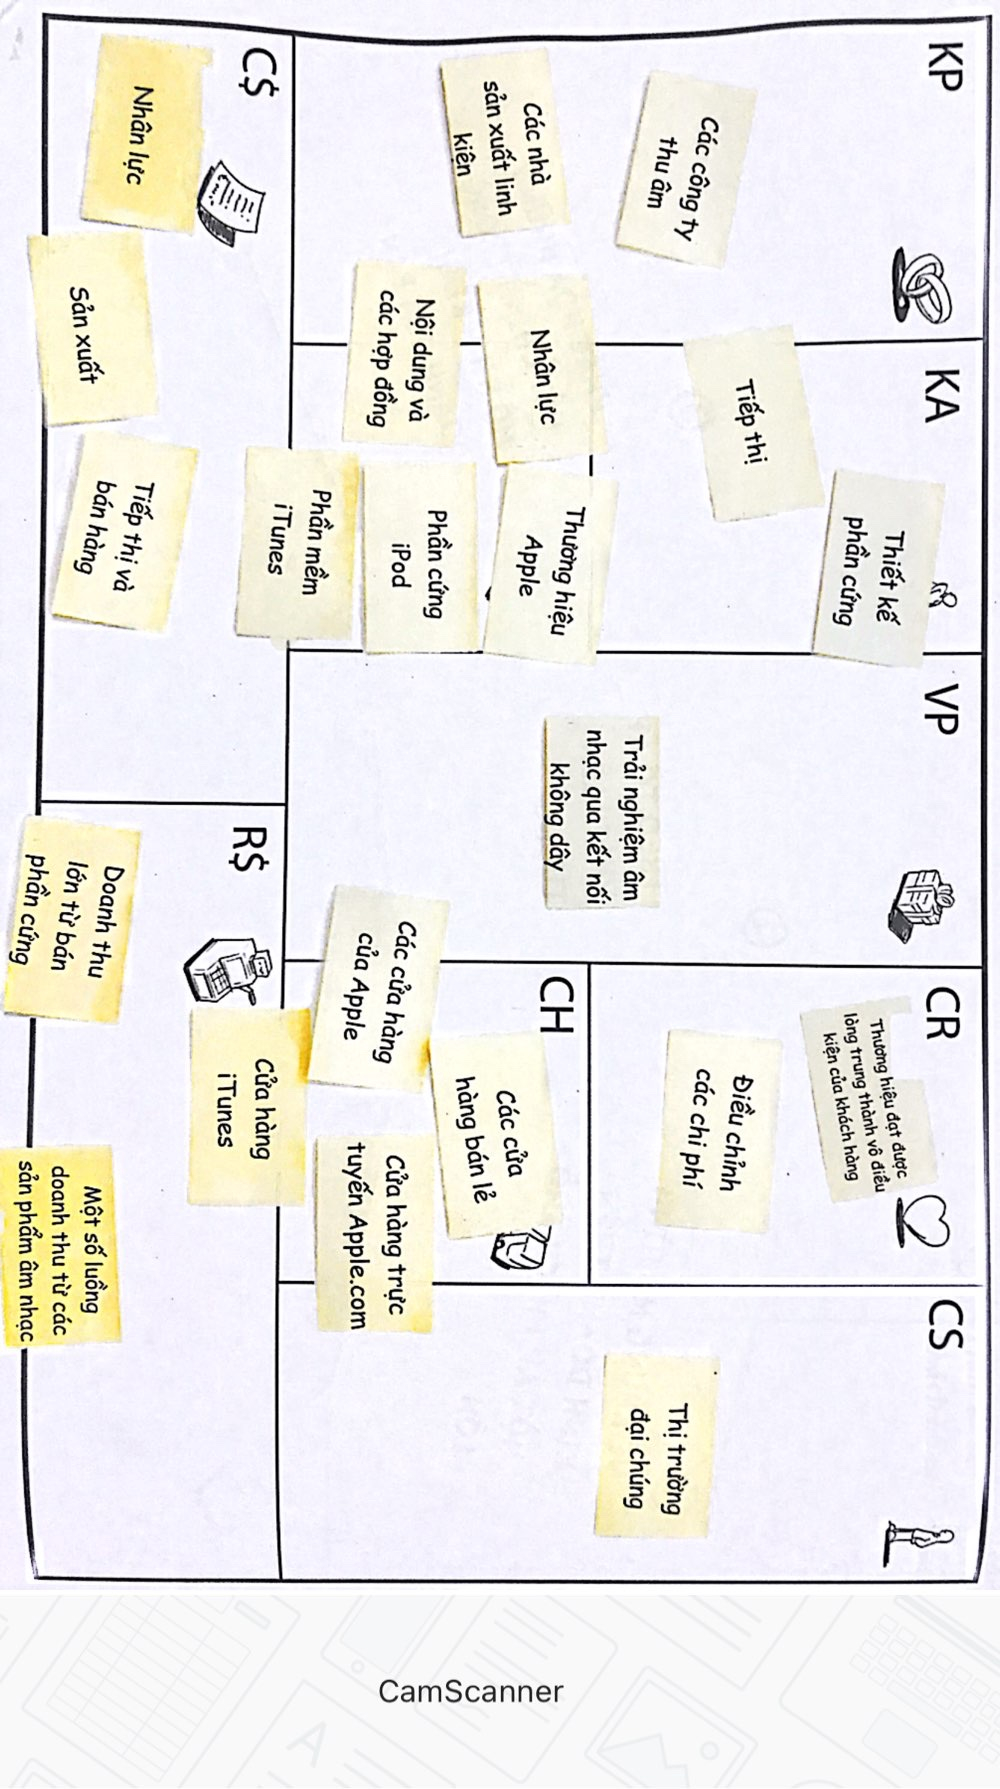 KP
Các công ty
thu âm
Các nhà
sản xuất linh
kiện
KA
Thiết kế
phần cứng
Tiếp thị
Nhân lực
Nội dung và
các hợp đồng
Thương hiệu
Apple
Phần cứng
iPod
Phần mềm
iTunes
VP
Trải nghiệm âm
nhạc qua kết nối
không dây
CR
Thương hiệu đạt được
lòng trung thành vô điều
kiện của khách hàng
Điều chỉnh
các chi phí
CH
Các cửa
hàng bán lẻ
Các cửa hàng
của Apple
Cửa hàng trực
tuyến Apple.com
Cửa hàng
iTunes
CS
Thị trường
đại chúng
C$
Nhân lực
Sản xuất
Tiếp thị và
bán hàng
R$
Doanh thu
lớn từ bán
phần cứng
Một số luồng
doanh thu từ các
sản phẩm âm nhạc
CamScanner